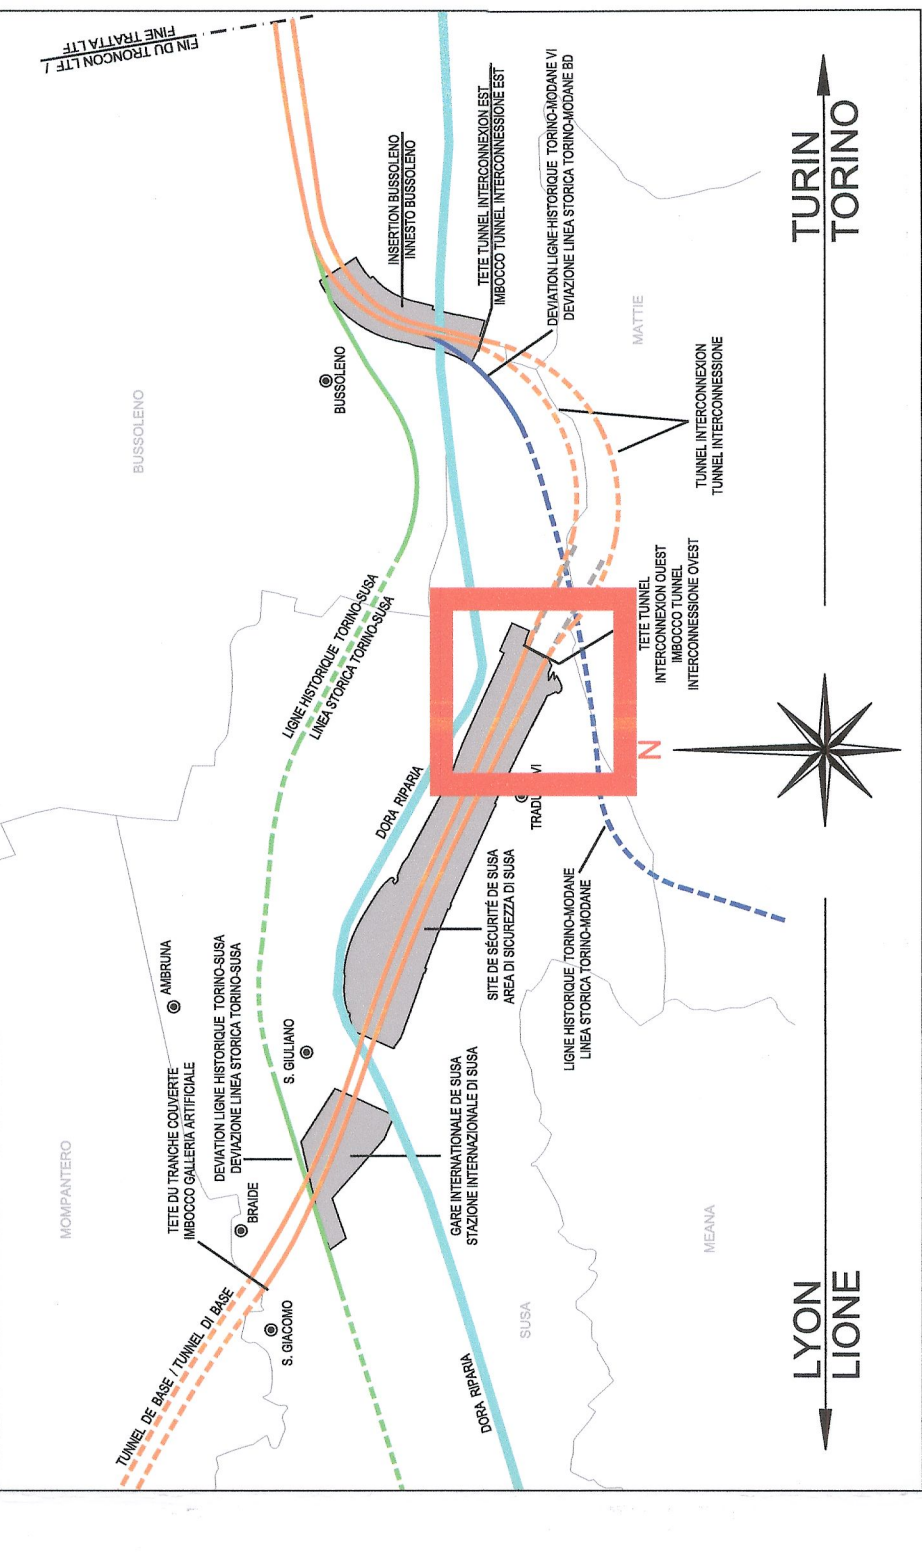 FIN DU TRONCON LTF /
FINE TRATTA LTF
BUSSOLENO
INSERTION BUSSOLENO
INNESTO BUSSOLENO
TETE TUNNEL INTERCONNEXION EST
IMBOCCO TUNNEL INTERCONNESSIONE EST
DEVIATION LIGNE HISTORIQUE TORINO-MODANE VI
DEVIAZIONE LINEA STORICA TORINO-MODANE BD
BUSSOLENO
MATTIE
TUNNEL INTERCONNEXION
TUNNEL INTERCONNESSIONE
LIGNE HISTORIQUE TORINO-SUSA
LINEA STORICA TORINO-SUSA
TETE TUNNEL
INTERCONNEXION OUEST
IMBOCCO TUNNEL
INTERCONNESSIONE OVEST
DORA RIPARIA
N
SITE DE SÉCURITÉ DE SUSA
AREA DI SICUREZZA DI SUSA
LIGNE HISTORIQUE TORINO-MODANE
LINEA STORICA TORINO-MODANE
AMBRUNA
S. GIULIANO
DEVIATION LIGNE HISTORIQUE TORINO-SUSA
DEVIAZIONE LINEA STORICA TORINO-SUSA
TETE DU TRANCHE COUVERTE
IMBOCCO GALLERIA ARTIFICIALE
MOMPANTERO
BRAIDE
GARE INTERNATIONALE DE SUSA
STAZIONE INTERNAZIONALE DI SUSA
S. GIACOMO
TUNNEL DE BASE / TUNNEL DI BASE
SUSA
MEANA
DORA RIPARIA
TURIN
TORINO
LYON
LIONE